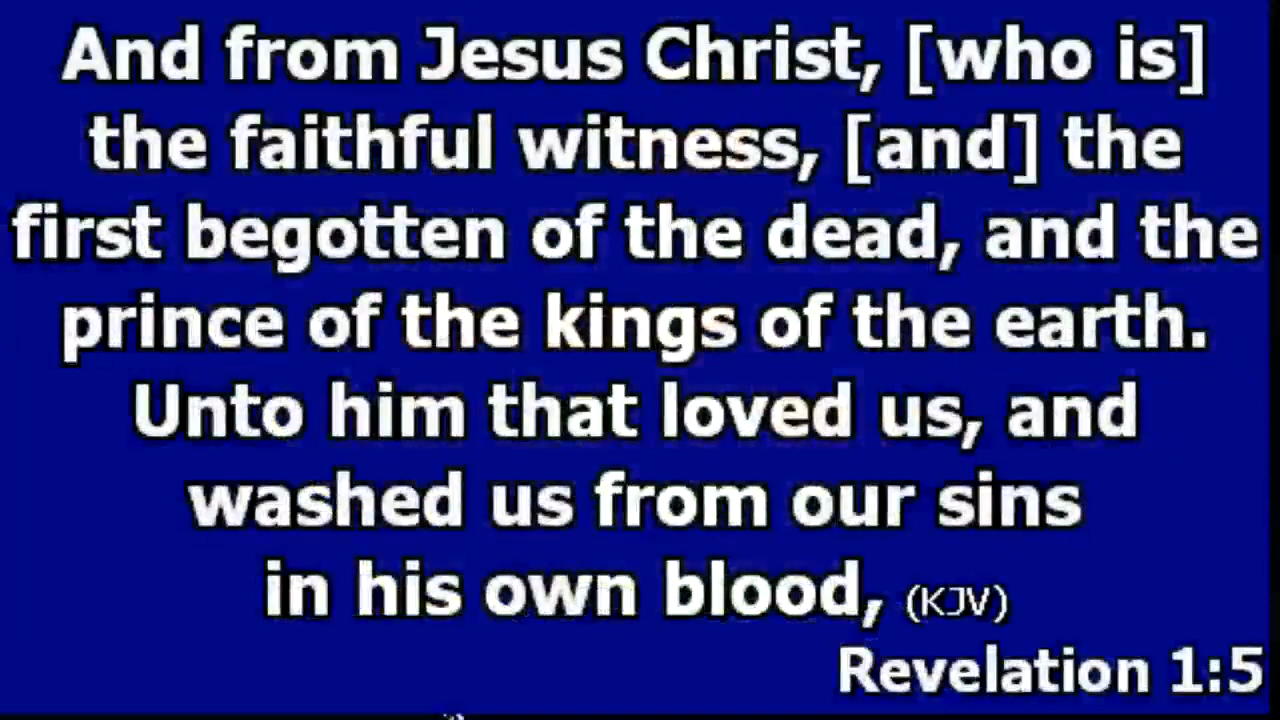 And from Jesus Christ, [who is]
the faithful witness, [and] the
first begotten of the dead, and the
prince of the kings of the earth.
Unto him that loved us, and
washed us from our sins
in his own blood, (KJV)
Revelation 1:5